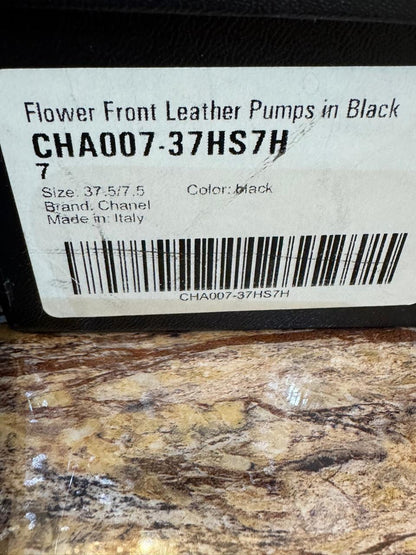 Flower Front Leather Pumps in Black
CHA007-37HS7H
7
Size: 37.5/7.5 Color: black
Brand: Chanel
Made in: Italy
CHA007-37HS7H